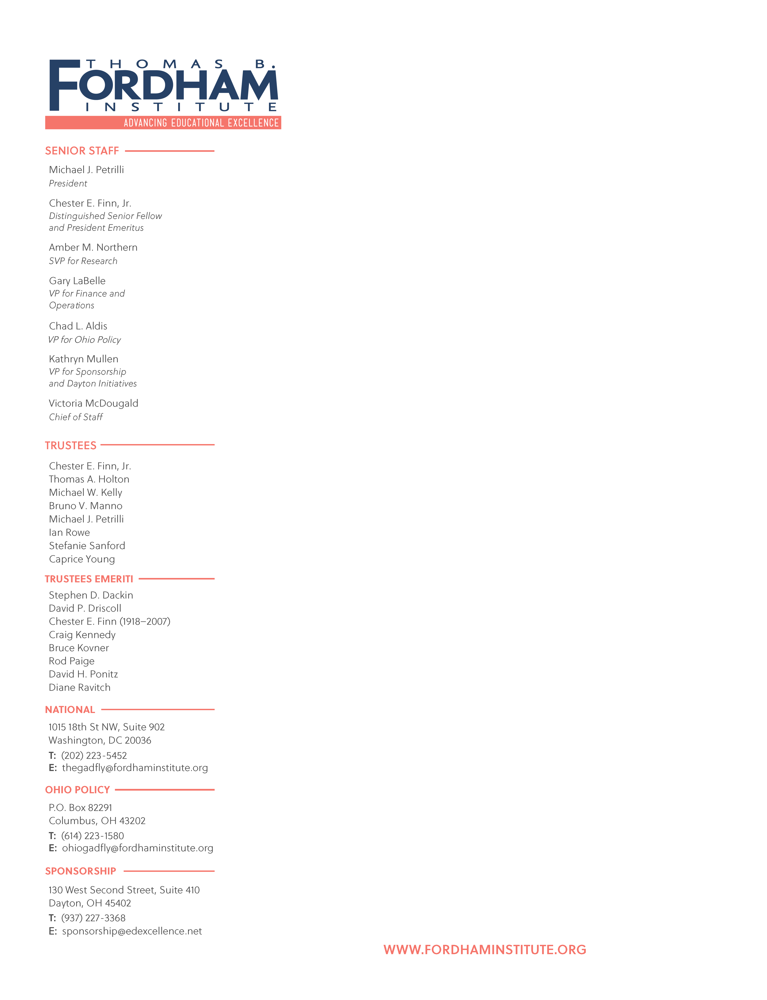 THOMAS B.
FORDHAM
INSTITUTE
ADVANCING EDUCATIONAL EXCELLENCE
SENIOR STAFF
Michael J. Petrilli
President
Chester E. Finn, Jr.
Distinguished Senior Fellow
and President Emeritus
Amber M. Northern
SVP for Research
Gary LaBelle
VP for Finance and
Operations
Chad L. Aldis
VP for Ohio Policy
Kathryn Mullen
VP for Sponsorship
and Dayton Initiatives
Victoria McDougald
Chief of Staff
TRUSTEES
Chester E. Finn, Jr.
Thomas A. Holton
Michael W. Kelly
Bruno V. Manno
Michael J. Petrilli
Ian Rowe
Stefanie Sanford
Caprice Young
TRUSTEES EMERITI
Stephen D. Dackin
David P. Driscoll
Chester E. Finn (1918–2007)
Craig Kennedy
Bruce Kovner
Rod Paige
David H. Ponitz
Diane Ravitch
NATIONAL
1015 18th St NW, Suite 902
Washington, DC 20036
T: (202) 223-5452
E: thegadfly@fordhaminstitute.org
OHIO POLICY
P.O. Box 82291
Columbus, OH 43202
T: (614) 223-1580
E: ohiogadfly@fordhaminstitute.org
SPONSORSHIP
130 West Second Street, Suite 410
Dayton, OH 45402
T: (937) 227-3368
E: sponsorship@edexcellence.net
WWW.FORDHAMINSTITUTE.ORG